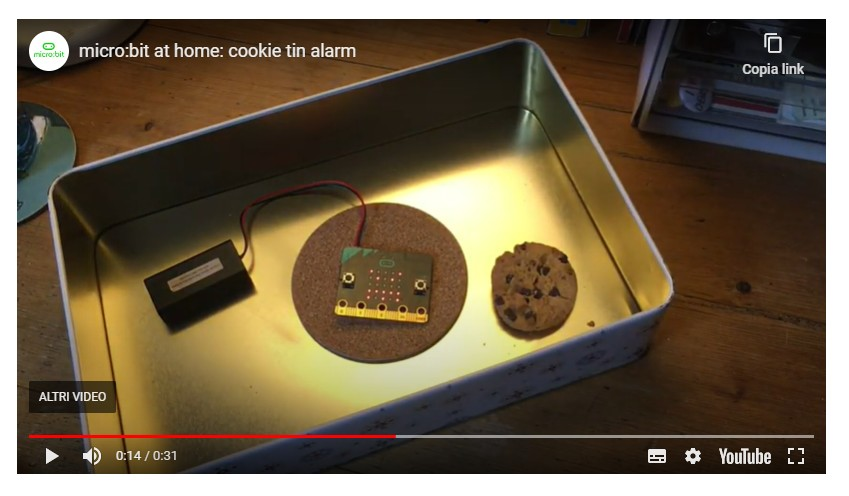 micro:bit
micro:bit at home: cookie tin alarm
Copia link
ALTRI VIDEO
0:14 / 0:31
YouTube